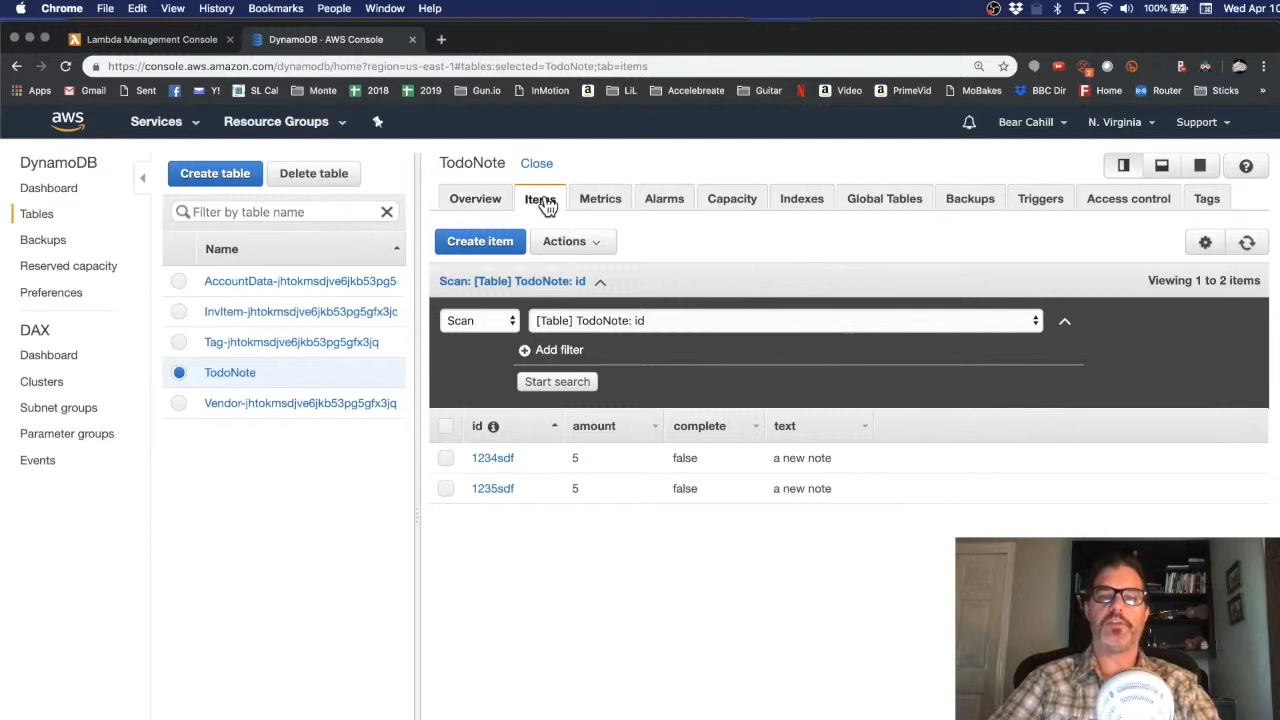 Chrome File Edit View History Bookmarks People Window Help 100% Wed Apr 10
Lambda Management Console
DynamoDB · AWS Console
https://console.aws.amazon.com/dynamodb/home?region=us-east-1#tables:selected=TodoNote;tab=items
2
Apps Gmail Sent Y! SL Cal Monte 2018 2019 Gun.io InMotion LiL Accelebreate Guitar Video PrimeVid MoBakes BBC Dir Home Router Sticks »
aws Services Resource Groups Bear Cahill N. Virginia Support
DynamoDB
Dashboard
Tables
Backups
Reserved capacity
Preferences
DAX
Dashboard
Clusters
Subnet groups
Parameter groups
Events
Create table Delete table
Filter by table name
Name
AccountData-jhtokmsdjve6jkb53pg5
InvItem-jhtokmsdjve6jkb53pg5gfx3jc
Tag-jhtokmsdjve6jkb53pg5gfx3jq
TodoNote
Vendor-jhtokmsdjve6jkb53pg5gfx3jq
TodoNote Close
Overview Items Metrics Alarms Capacity Indexes Global Tables Backups Triggers Access control Tags
Create item Actions
Scan: [Table] TodoNote: id Viewing 1 to 2 items
Scan [Table] TodoNote: id
Add filter
Start search
id amount complete text
1234sdf 5 false a new note
1235sdf 5 false a new note